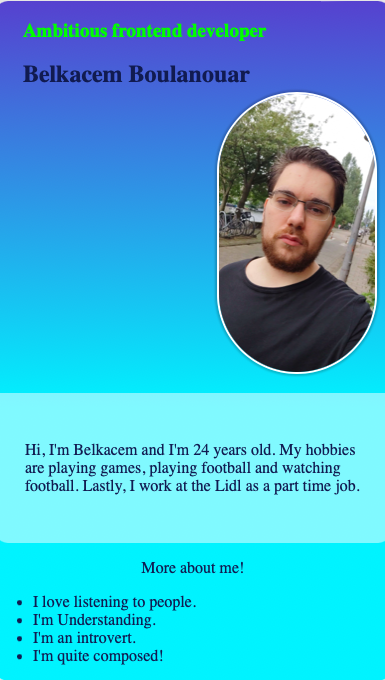 Ambitious frontend developer
Belkacem Boulanouar
Hi, I'm Belkacem and I'm 24 years old. My hobbies
are playing games, playing football and watching
football. Lastly, I work at the Lidl as a part time job.
More about me!
• I love listening to people.
• I'm Understanding.
• I'm an introvert.
• I'm quite composed!